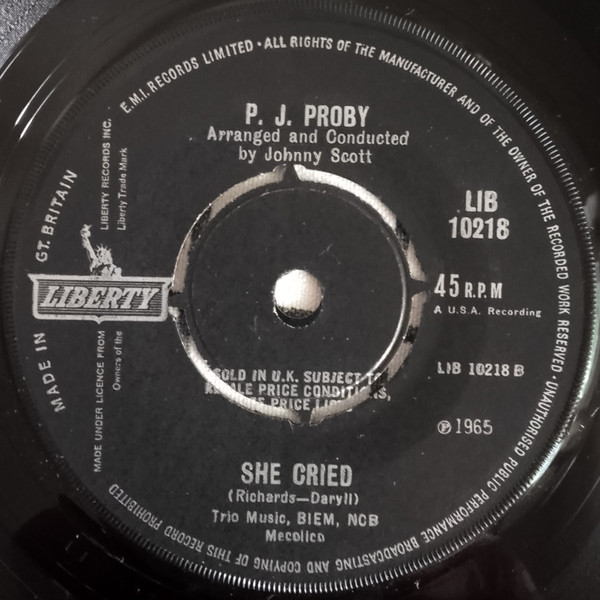 E.M.I. RECORDS LIMITED · ALL RIGHTS OF THE MANUFACTURER AND OF THE OWNER OF THE RECORDED WORK RESERVED · UNAUTHORISED PUBLIC PERFORMANCE BROADCASTING AND COPYING OF THIS RECORD PROHIBITED
MADE IN GT. BRITAIN
P. J. PROBY
Arranged and Conducted
by Johnny Scott
LIBERTY RECORDS INC.
Liberty Trade Mark
LIBERTY
MADE UNDER LICENCE FROM
Owners of the
LIB
10218
45 R.P.M
A U.S.A. Recording
LIB 10218 B
℗ 1965
SOLD IN U.K. SUBJECT TO
PRICE CONDITIONS,
PRICE
SHE CRIED
(Richards—Daryll)
Trio Music, BIEM, NCB
Mecolico